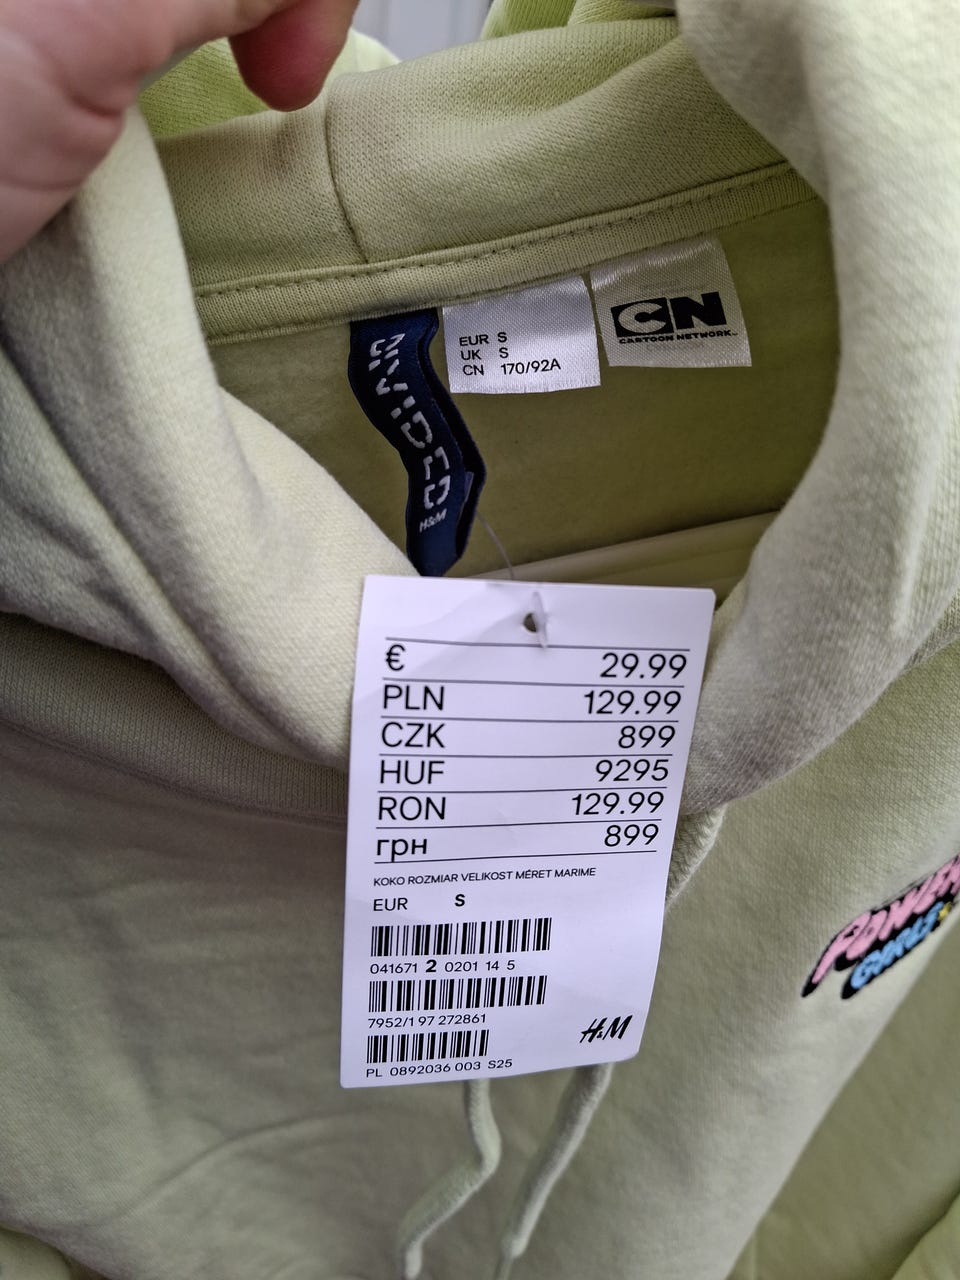 DIVIDED
H&M
EUR S
UK S
CN 170/92A
CN
CARTOON NETWORK
€ 29.99
PLN 129.99
CZK 899
HUF 9295
RON 129.99
грн 899
KOKO ROZMIAR VELIKOST MÉRET MARIME
EUR S
041671 2 0201 14 5
7952/1 97 272861
H&M
PL 0892036 003 S25